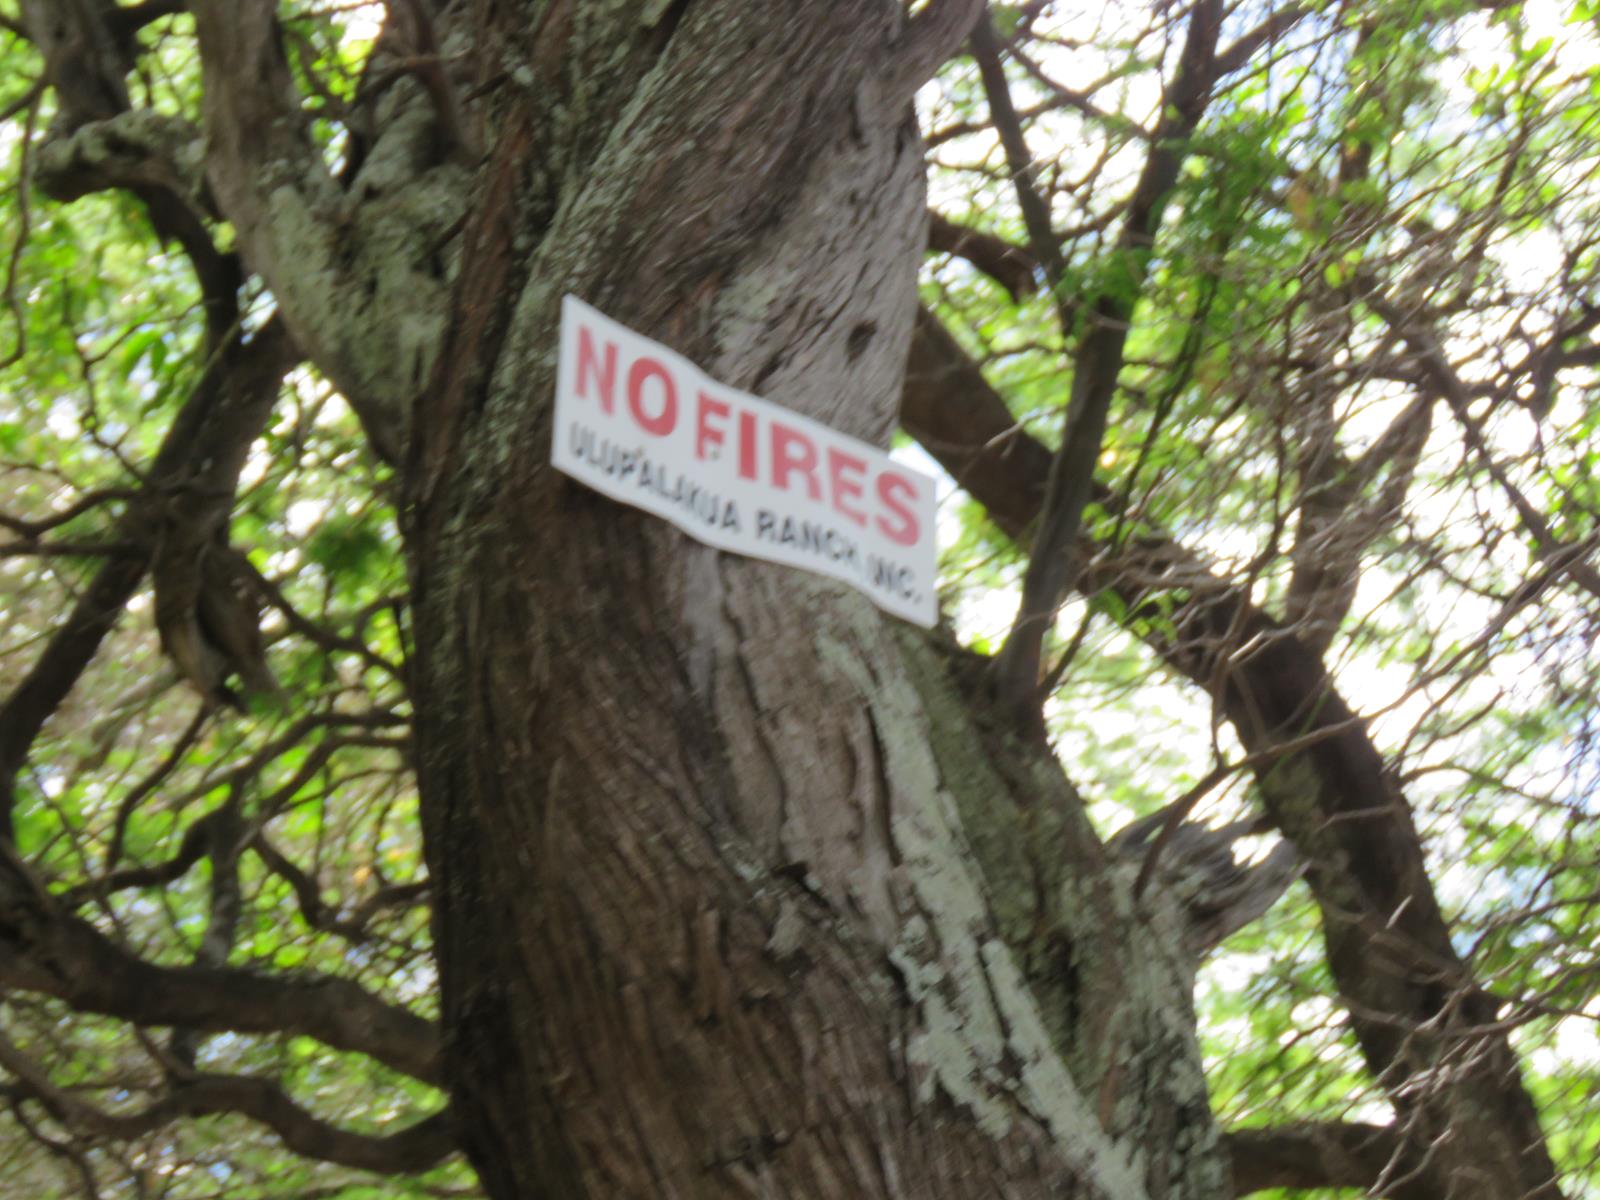 NO FIRES
ULUPALAKUA RANCH INC.